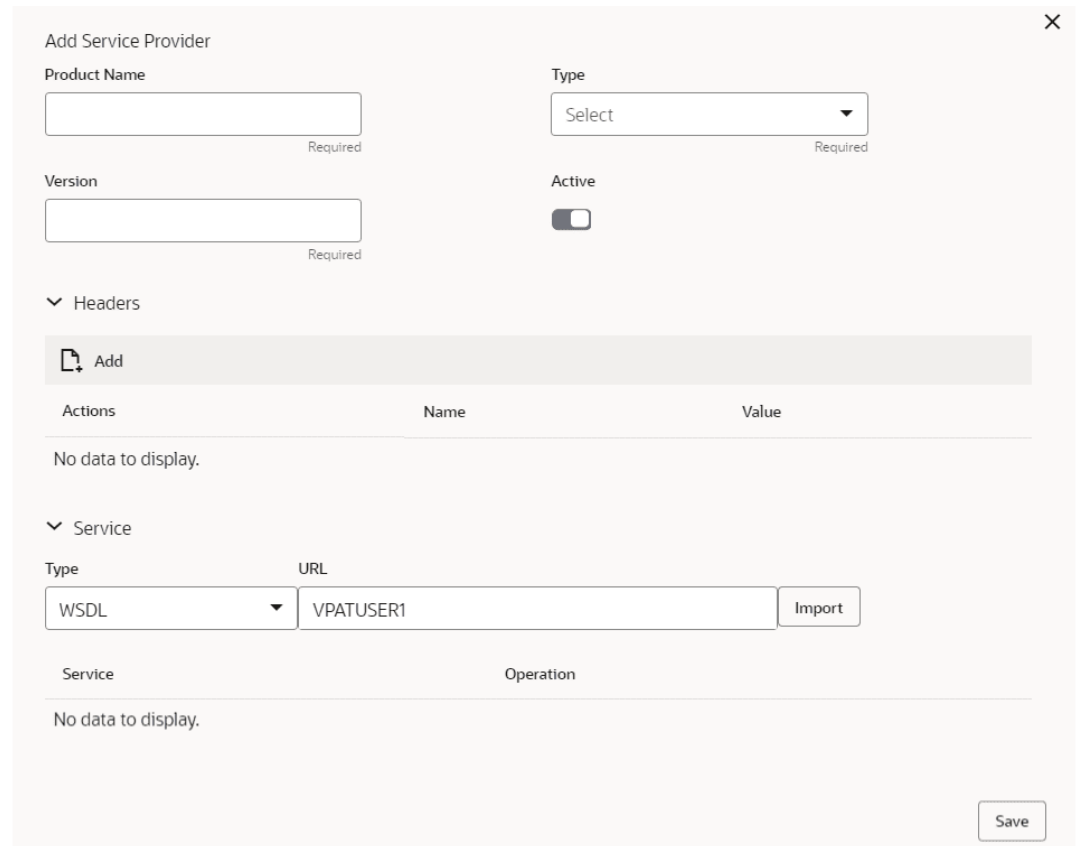 Add Service Provider
Product Name
Type
Select
Required
Required
Version
Active
Required
Headers
Add
Actions Name Value
No data to display.
Service
Type URL
WSDL VPATUSER1 Import
Service Operation
No data to display.
Save